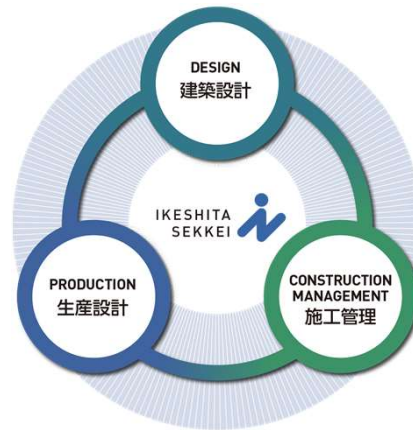 DESIGN
建築設計
IKESHITA
SEKKEI
PRODUCTION
生産設計
CONSTRUCTION
MANAGEMENT
施工管理